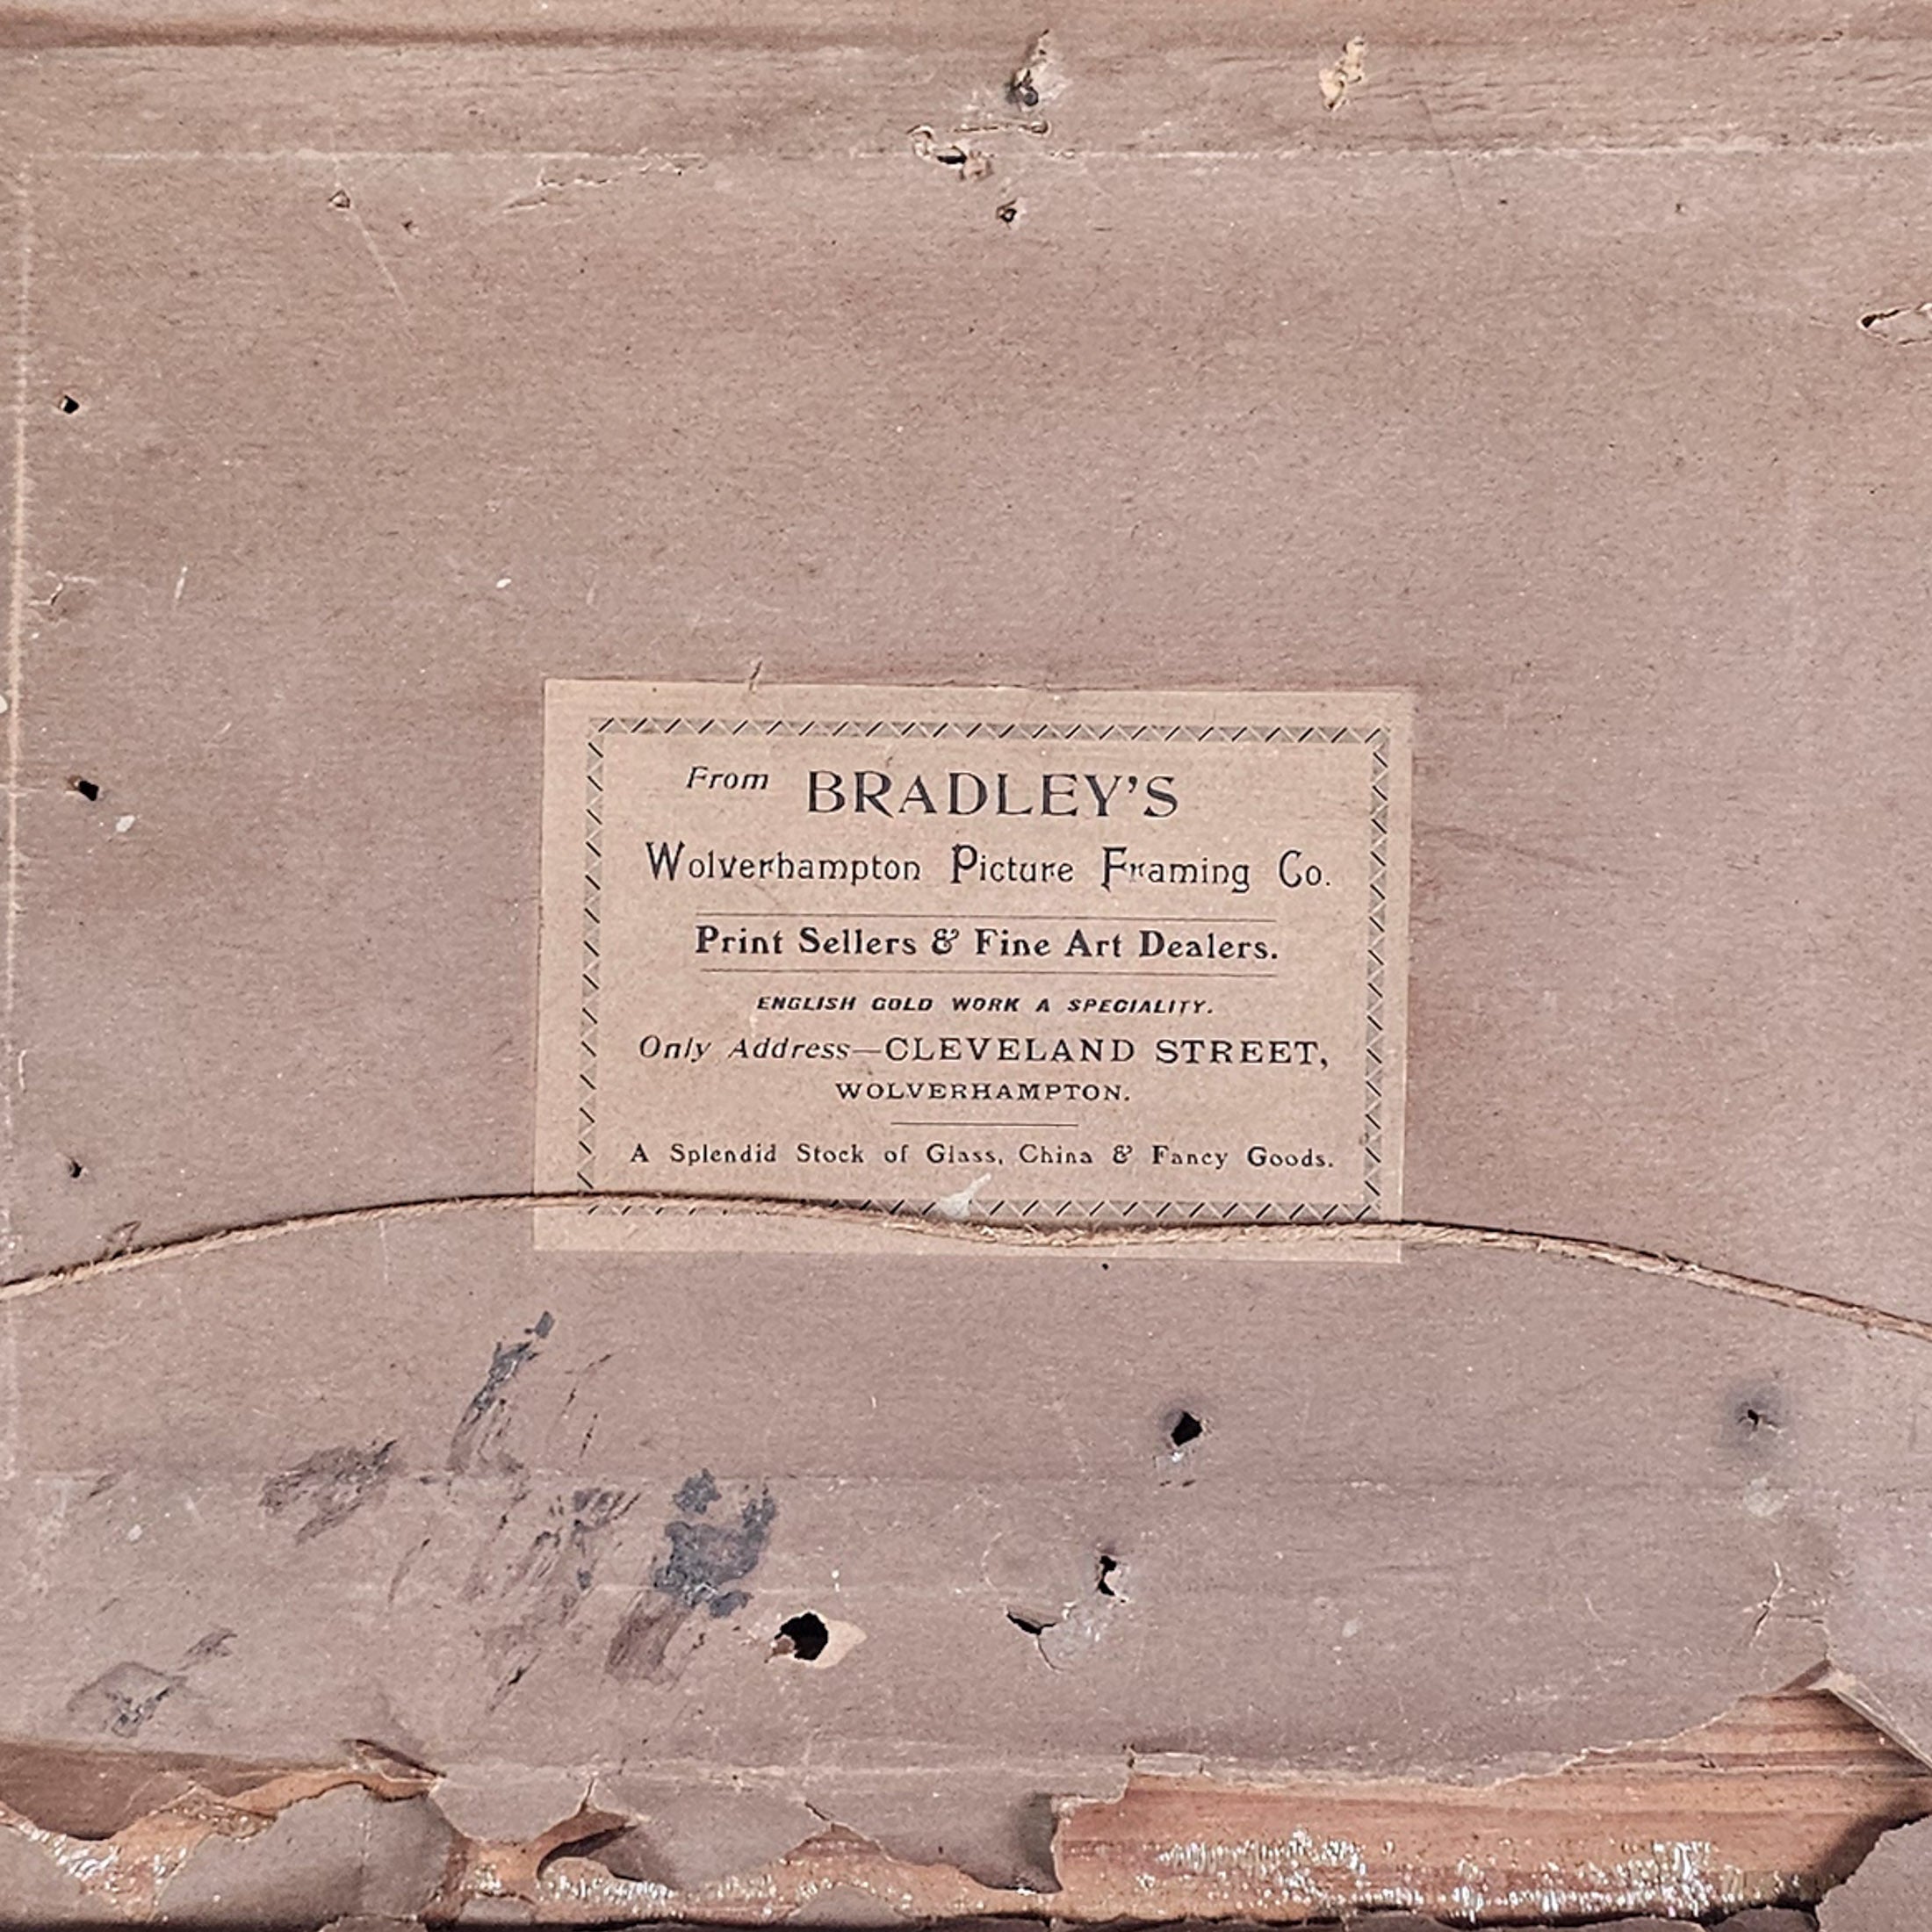 From BRADLEY'S
Wolverhampton Picture Framing Co.
Print Sellers & Fine Art Dealers.
ENGLISH GOLD WORK A SPECIALITY.
Only Address—CLEVELAND STREET,
WOLVERHAMPTON.
A Splendid Stock of Glass, China & Fancy Goods.